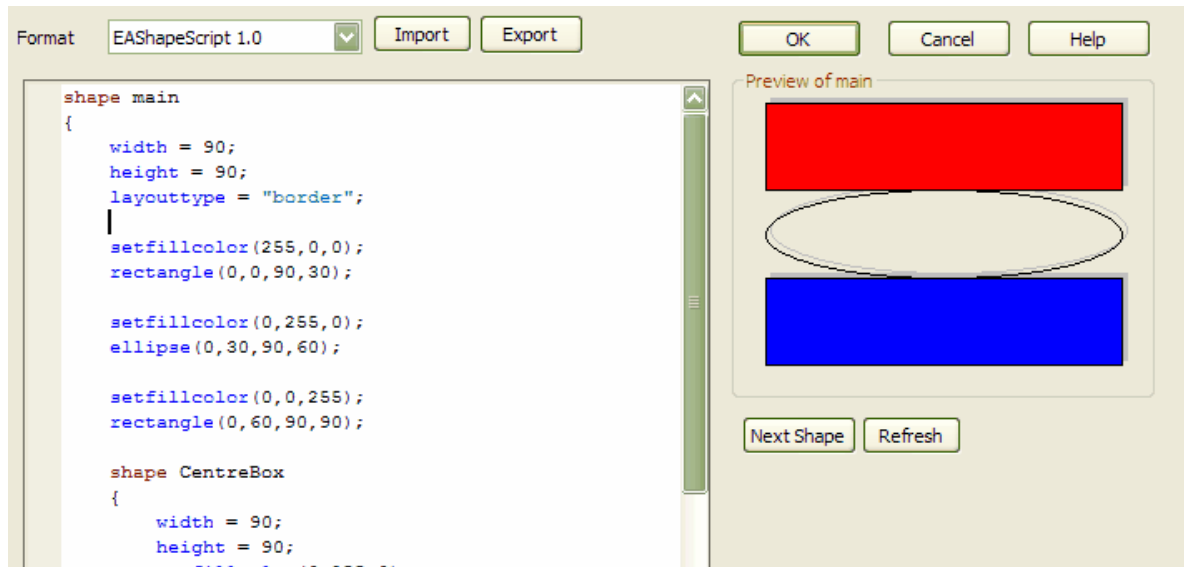 Format EAShapeScript 1.0 Import Export OK Cancel Help
Preview of main
shape main
{
width = 90;
height = 90;
layouttype = "border";
setfillcolor(255,0,0);
rectangle(0,0,90,30);
setfillcolor(0,255,0);
ellipse(0,30,90,60);
setfillcolor(0,0,255);
rectangle(0,60,90,90);
shape CentreBox
{
width = 90;
height = 90;
Next Shape Refresh